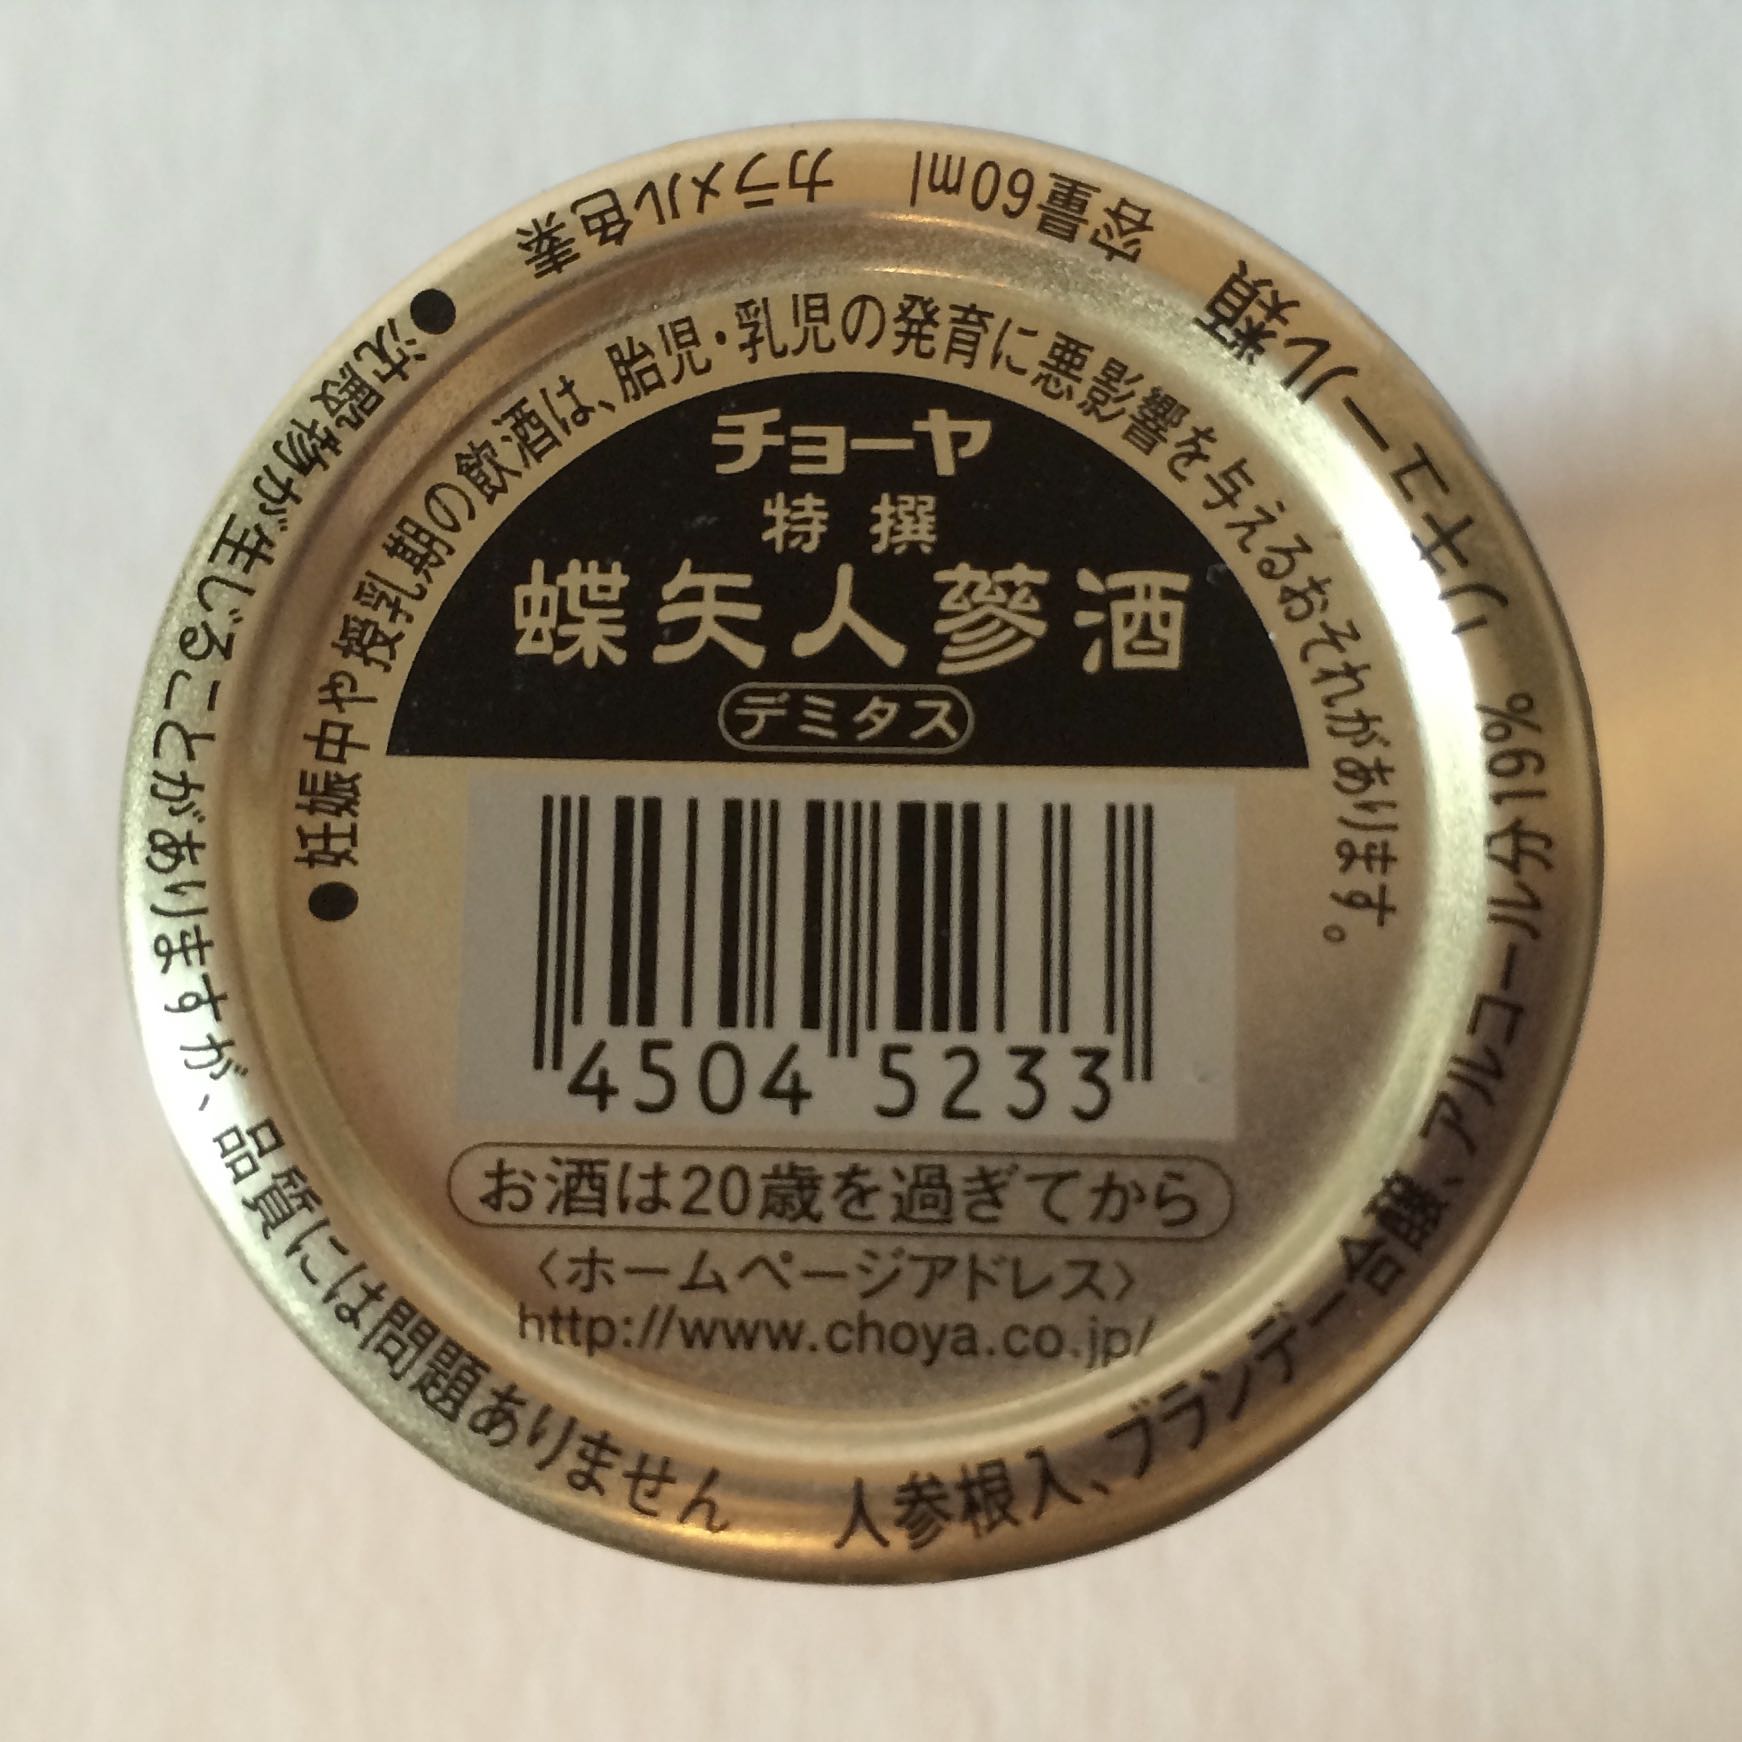 チョーヤ
特撰
蝶矢人蔘酒
デミタス
●妊娠中や授乳期の飲酒は、胎児・乳児の発育に悪影響を与えるおそれがあります。
4504 5233
お酒は20歳を過ぎてから
〈ホームページアドレス〉
http://www.choya.co.jp/
人参根入、ブランデー合醸、アルコール分19% リキュール類 容量60ml カラメル色素
●沈殿物が生じることがありますが、品質には問題ありません